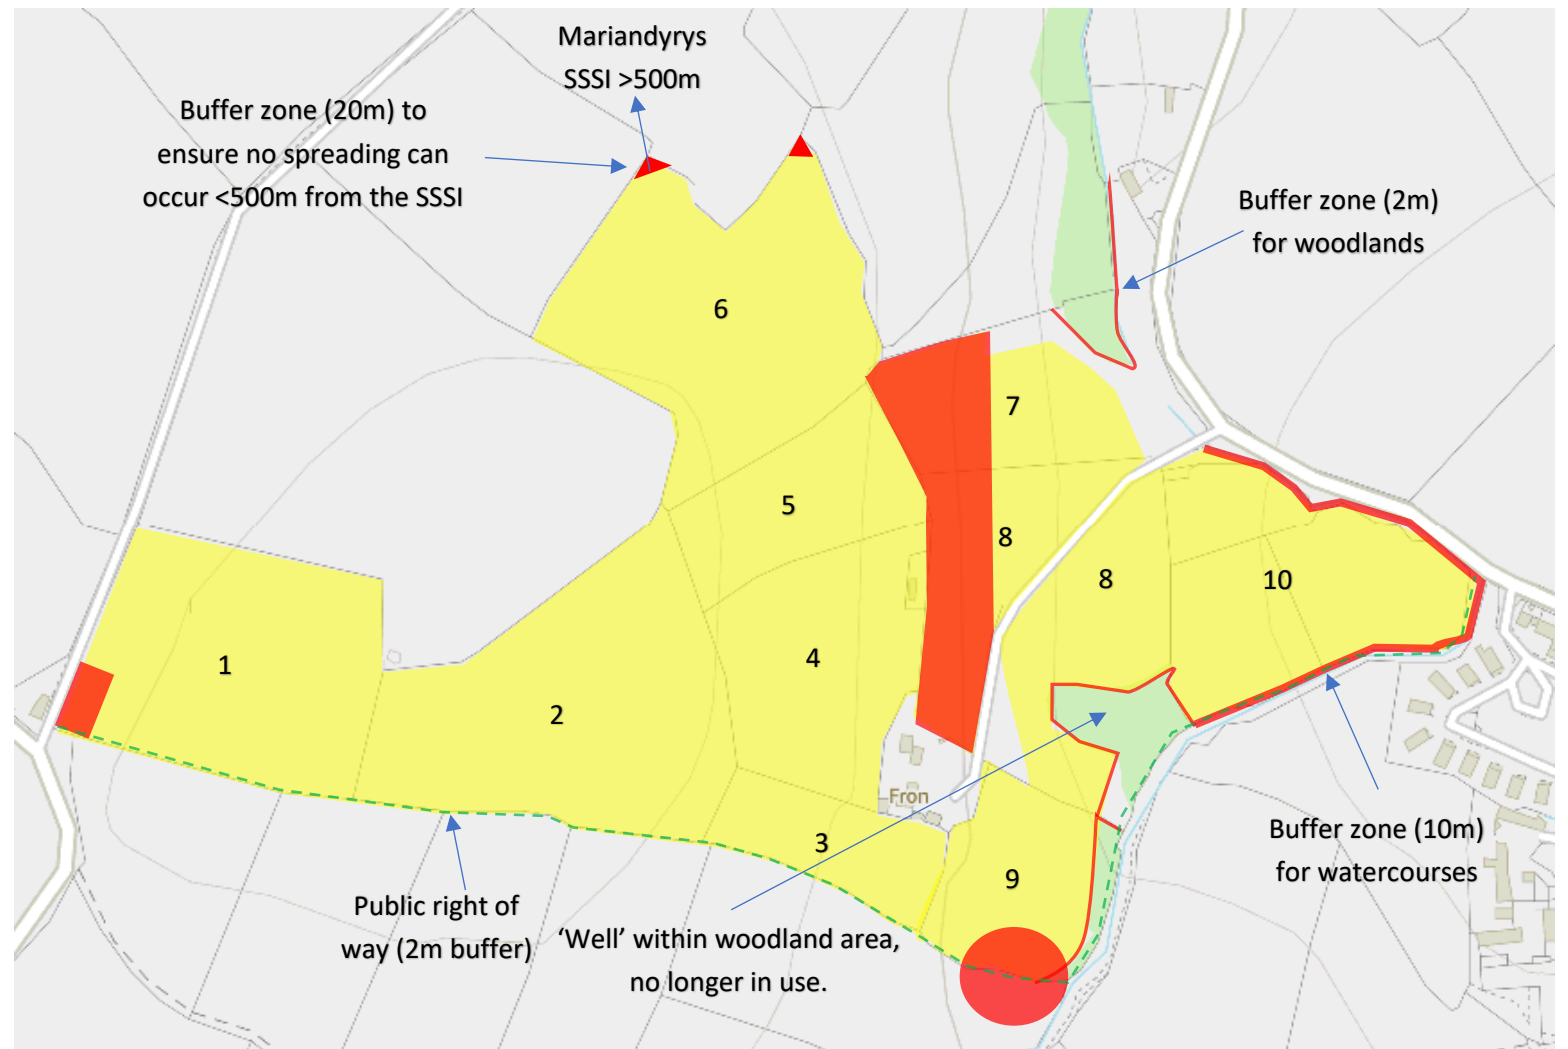 Mariandyrys
SSSI >500m
Buffer zone (20m) to
ensure no spreading can
occur <500m from the SSSI
Buffer zone (2m)
for woodlands
6
7
5
8
8
10
1
4
2
Fron
3
9
Buffer zone (10m)
for watercourses
Public right of
way (2m buffer)
‘Well’ within woodland area,
no longer in use.